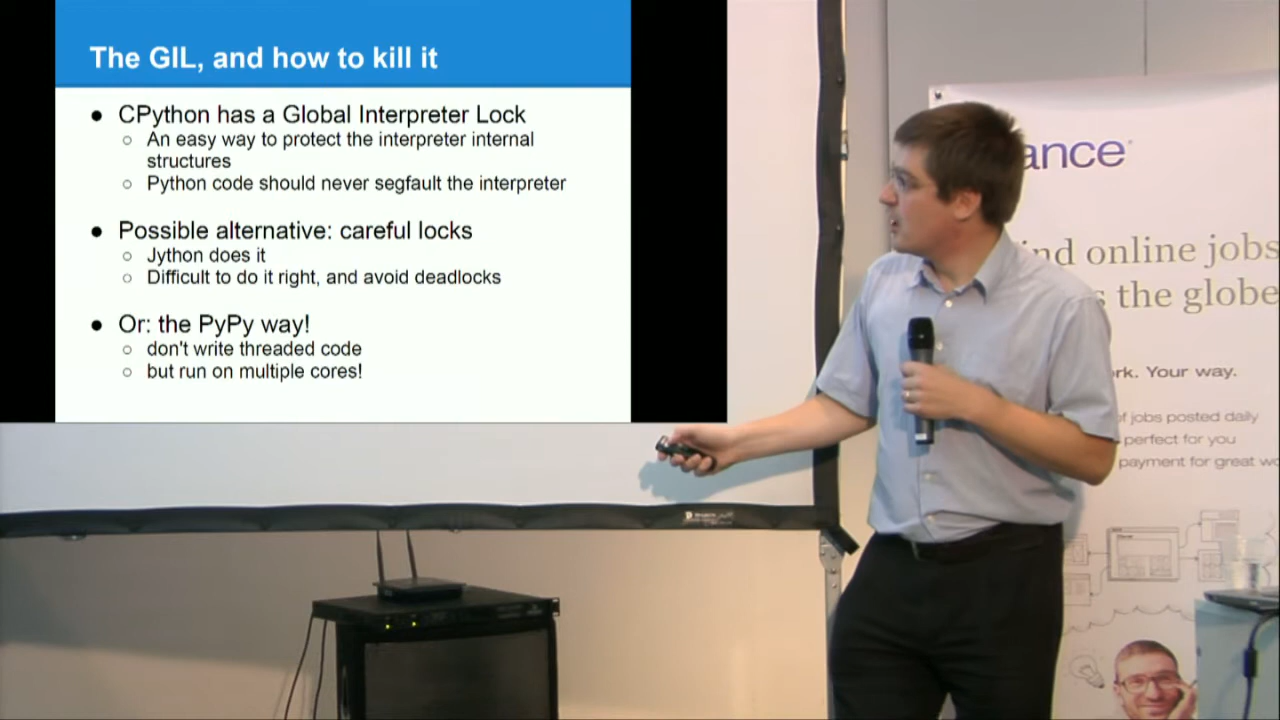 The GIL, and how to kill it
● CPython has a Global Interpreter Lock
○ An easy way to protect the interpreter internal
structures
○ Python code should never segfault the interpreter
● Possible alternative: careful locks
○ Jython does it
○ Difficult to do it right, and avoid deadlocks
● Or: the PyPy way!
○ don't write threaded code
○ but run on multiple cores!
ance
nd online jobs
s the globe
rk. Your way.
f jobs posted daily
perfect for you
payment for great wo